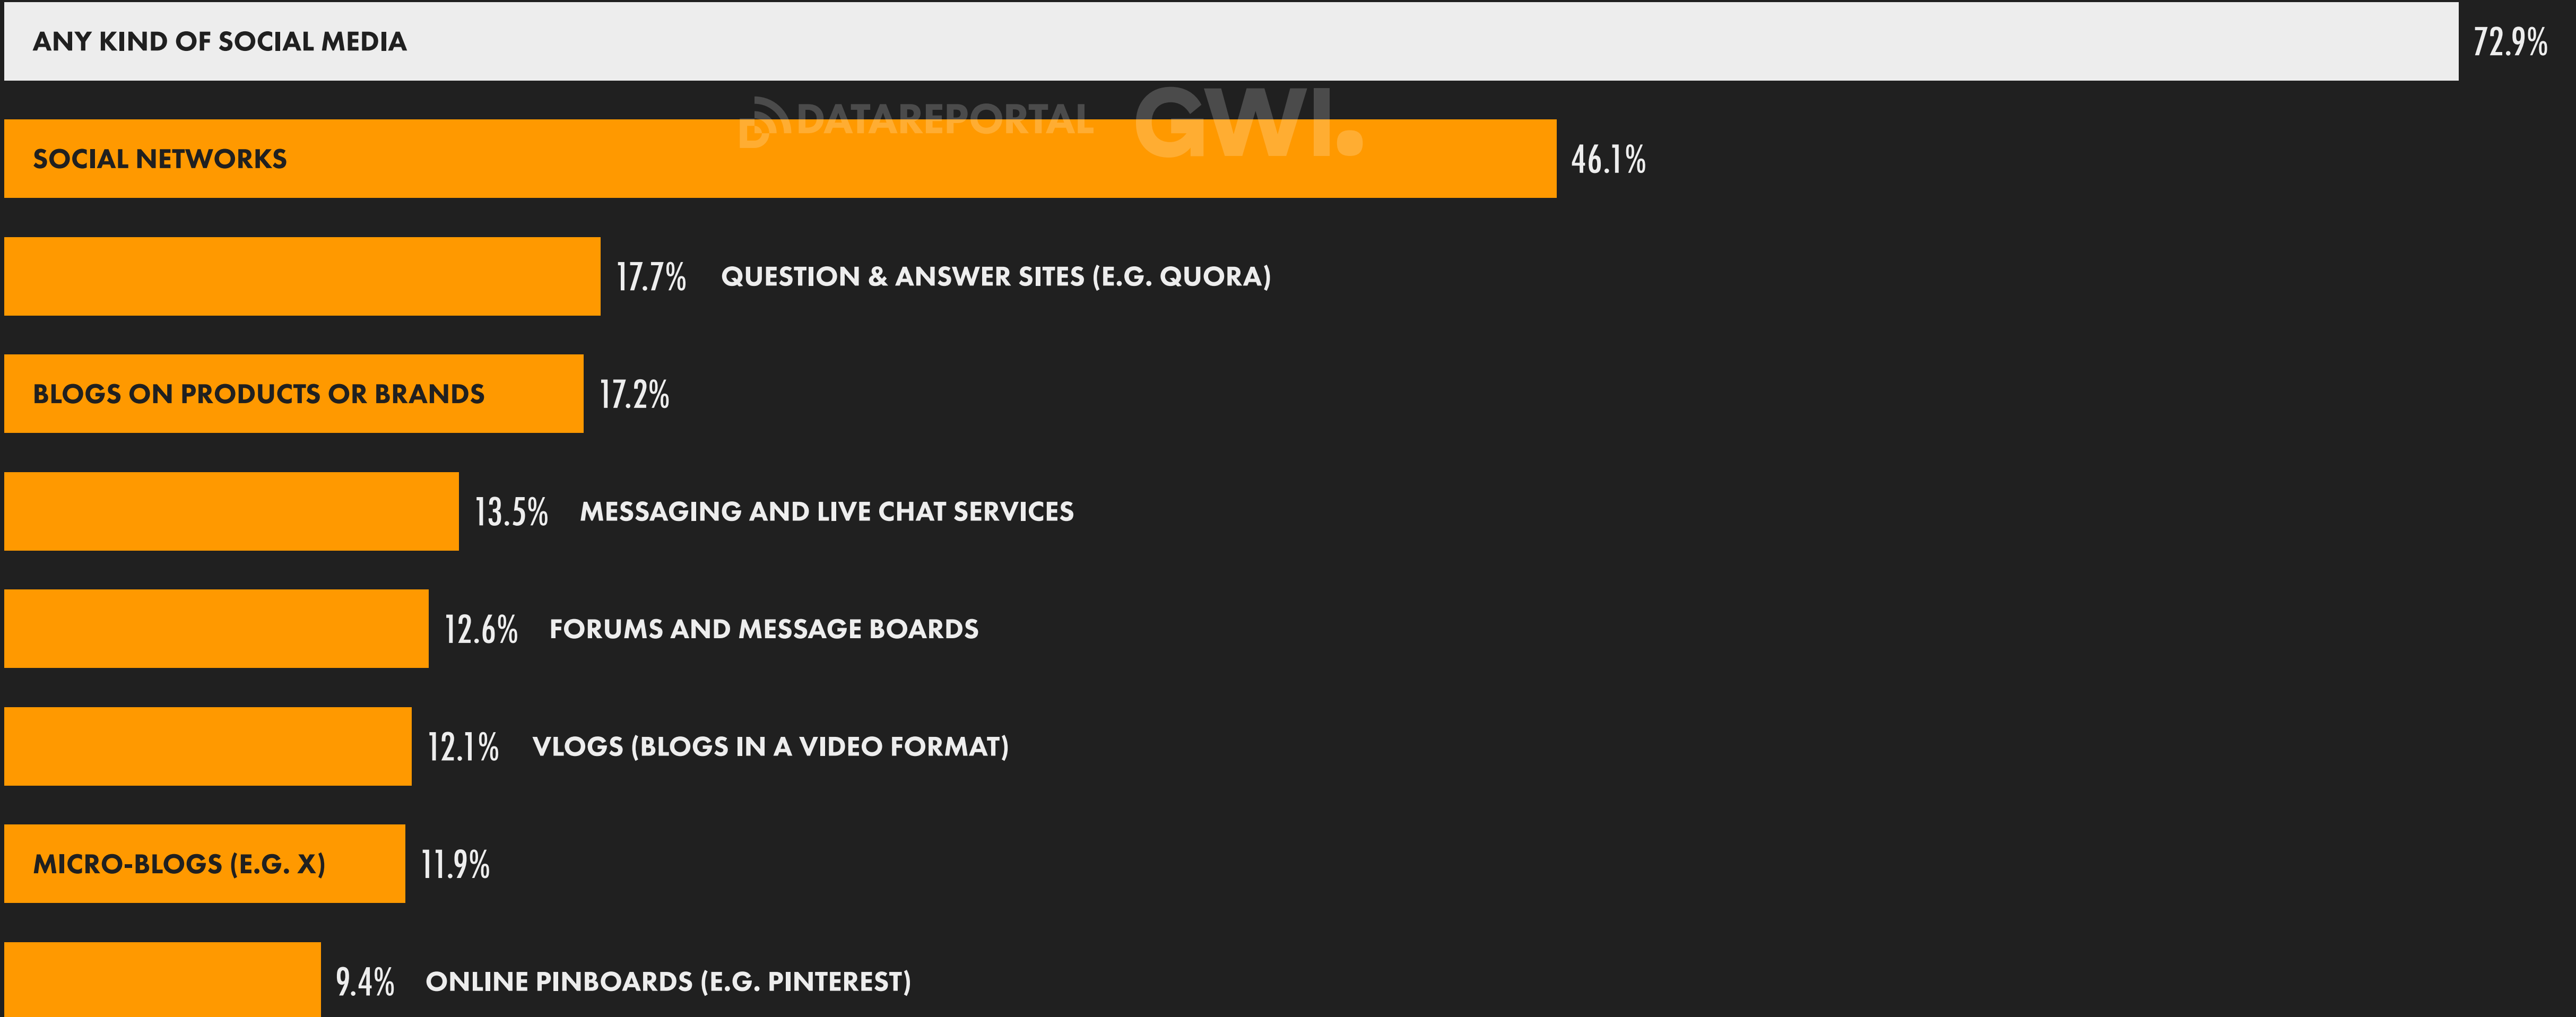 ANY KIND OF SOCIAL MEDIA 72.9%
DATAREPORTAL GWI.
SOCIAL NETWORKS 46.1%
17.7% QUESTION & ANSWER SITES (E.G. QUORA)
BLOGS ON PRODUCTS OR BRANDS 17.2%
13.5% MESSAGING AND LIVE CHAT SERVICES
12.6% FORUMS AND MESSAGE BOARDS
12.1% VLOGS (BLOGS IN A VIDEO FORMAT)
MICRO-BLOGS (E.G. X) 11.9%
9.4% ONLINE PINBOARDS (E.G. PINTEREST)